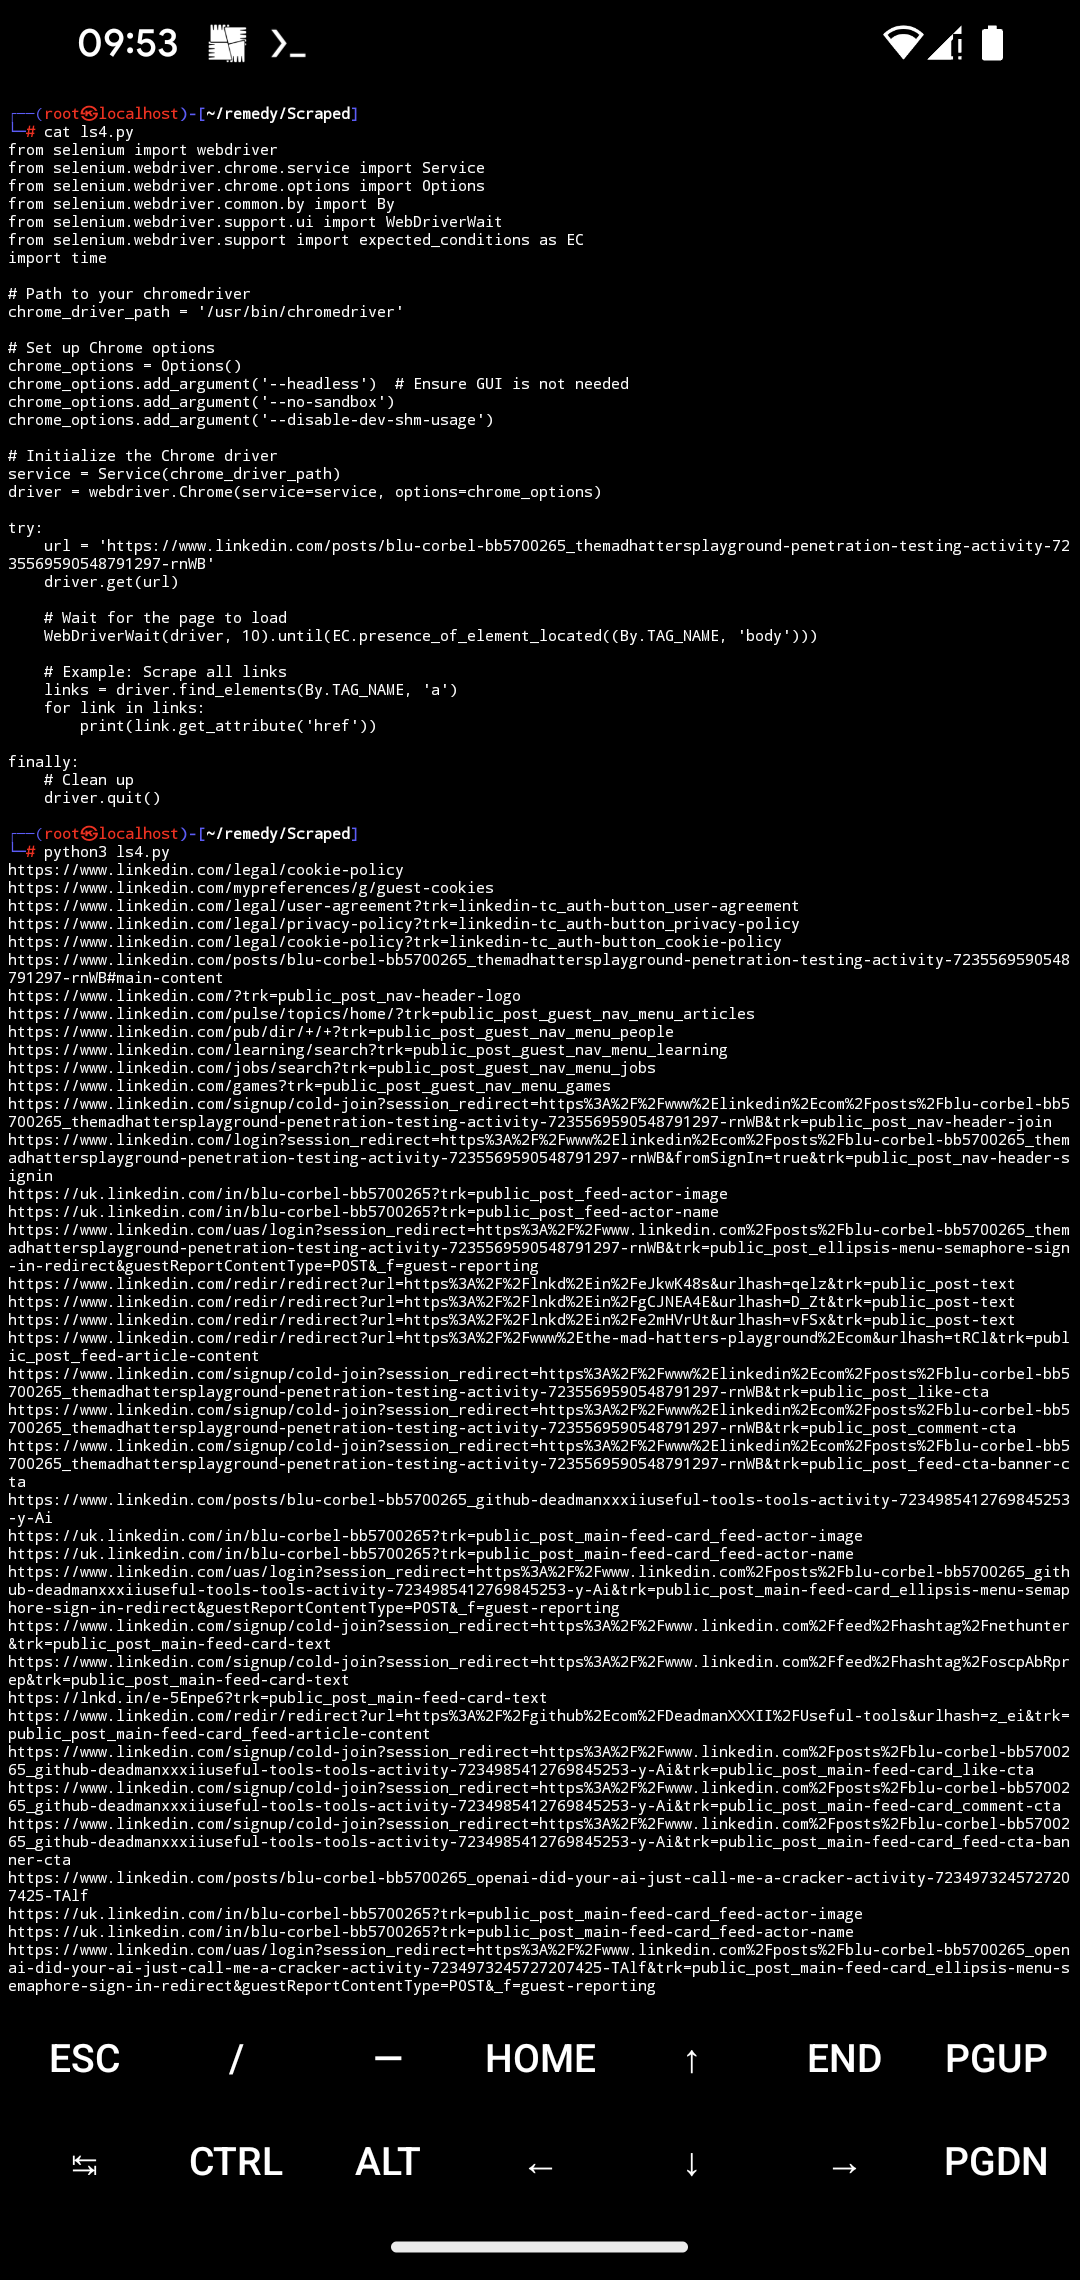 09:53
┌──(root㉿localhost)-[~/remedy/Scraped]
└─# cat ls4.py
from selenium import webdriver
from selenium.webdriver.chrome.service import Service
from selenium.webdriver.chrome.options import Options
from selenium.webdriver.common.by import By
from selenium.webdriver.support.ui import WebDriverWait
from selenium.webdriver.support import expected_conditions as EC
import time

# Path to your chromedriver
chrome_driver_path = '/usr/bin/chromedriver'

# Set up Chrome options
chrome_options = Options()
chrome_options.add_argument('--headless')  # Ensure GUI is not needed
chrome_options.add_argument('--no-sandbox')
chrome_options.add_argument('--disable-dev-shm-usage')

# Initialize the Chrome driver
service = Service(chrome_driver_path)
driver = webdriver.Chrome(service=service, options=chrome_options)

try:
    url = 'https://www.linkedin.com/posts/blu-corbel-bb5700265_themadhattersplayground-penetration-testing-activity-72
35569590548791297-rnWB'
    driver.get(url)

    # Wait for the page to load
    WebDriverWait(driver, 10).until(EC.presence_of_element_located((By.TAG_NAME, 'body')))

    # Example: Scrape all links
    links = driver.find_elements(By.TAG_NAME, 'a')
    for link in links:
        print(link.get_attribute('href'))

finally:
    # Clean up
    driver.quit()

┌──(root㉿localhost)-[~/remedy/Scraped]
└─# python3 ls4.py
https://www.linkedin.com/legal/cookie-policy
https://www.linkedin.com/mypreferences/g/guest-cookies
https://www.linkedin.com/legal/user-agreement?trk=linkedin-tc_auth-button_user-agreement
https://www.linkedin.com/legal/privacy-policy?trk=linkedin-tc_auth-button_privacy-policy
https://www.linkedin.com/legal/cookie-policy?trk=linkedin-tc_auth-button_cookie-policy
https://www.linkedin.com/posts/blu-corbel-bb5700265_themadhattersplayground-penetration-testing-activity-7235569590548
791297-rnWB#main-content
https://www.linkedin.com/?trk=public_post_nav-header-logo
https://www.linkedin.com/pulse/topics/home/?trk=public_post_guest_nav_menu_articles
https://www.linkedin.com/pub/dir/+/+?trk=public_post_guest_nav_menu_people
https://www.linkedin.com/learning/search?trk=public_post_guest_nav_menu_learning
https://www.linkedin.com/jobs/search?trk=public_post_guest_nav_menu_jobs
https://www.linkedin.com/games?trk=public_post_guest_nav_menu_games
https://www.linkedin.com/signup/cold-join?session_redirect=https%3A%2F%2Fwww%2Elinkedin%2Ecom%2Fposts%2Fblu-corbel-bb5
700265_themadhattersplayground-penetration-testing-activity-7235569590548791297-rnWB&trk=public_post_nav-header-join
https://www.linkedin.com/login?session_redirect=https%3A%2F%2Fwww%2Elinkedin%2Ecom%2Fposts%2Fblu-corbel-bb5700265_them
adhattersplayground-penetration-testing-activity-7235569590548791297-rnWB&fromSignIn=true&trk=public_post_nav-header-s
ignin
https://uk.linkedin.com/in/blu-corbel-bb5700265?trk=public_post_feed-actor-image
https://uk.linkedin.com/in/blu-corbel-bb5700265?trk=public_post_feed-actor-name
https://www.linkedin.com/uas/login?session_redirect=https%3A%2F%2Fwww.linkedin.com%2Fposts%2Fblu-corbel-bb5700265_them
adhattersplayground-penetration-testing-activity-7235569590548791297-rnWB&trk=public_post_ellipsis-menu-semaphore-sign
-in-redirect&guestReportContentType=POST&_f=guest-reporting
https://www.linkedin.com/redir/redirect?url=https%3A%2F%2Flnkd%2Ein%2FeJkwK48s&urlhash=qelz&trk=public_post-text
https://www.linkedin.com/redir/redirect?url=https%3A%2F%2Flnkd%2Ein%2FgCJNEA4E&urlhash=D_Zt&trk=public_post-text
https://www.linkedin.com/redir/redirect?url=https%3A%2F%2Flnkd%2Ein%2Fe2mHVrUt&urlhash=vFSx&trk=public_post-text
https://www.linkedin.com/redir/redirect?url=https%3A%2F%2Fwww%2Ethe-mad-hatters-playground%2Ecom&urlhash=tRCl&trk=publ
ic_post_feed-article-content
https://www.linkedin.com/signup/cold-join?session_redirect=https%3A%2F%2Fwww%2Elinkedin%2Ecom%2Fposts%2Fblu-corbel-bb5
700265_themadhattersplayground-penetration-testing-activity-7235569590548791297-rnWB&trk=public_post_like-cta
https://www.linkedin.com/signup/cold-join?session_redirect=https%3A%2F%2Fwww%2Elinkedin%2Ecom%2Fposts%2Fblu-corbel-bb5
700265_themadhattersplayground-penetration-testing-activity-7235569590548791297-rnWB&trk=public_post_comment-cta
https://www.linkedin.com/signup/cold-join?session_redirect=https%3A%2F%2Fwww%2Elinkedin%2Ecom%2Fposts%2Fblu-corbel-bb5
700265_themadhattersplayground-penetration-testing-activity-7235569590548791297-rnWB&trk=public_post_feed-cta-banner-c
ta
https://www.linkedin.com/posts/blu-corbel-bb5700265_github-deadmanxxxiiuseful-tools-tools-activity-7234985412769845253
-y-Ai
https://uk.linkedin.com/in/blu-corbel-bb5700265?trk=public_post_main-feed-card_feed-actor-image
https://uk.linkedin.com/in/blu-corbel-bb5700265?trk=public_post_main-feed-card_feed-actor-name
https://www.linkedin.com/uas/login?session_redirect=https%3A%2F%2Fwww.linkedin.com%2Fposts%2Fblu-corbel-bb5700265_gith
ub-deadmanxxxiiuseful-tools-tools-activity-7234985412769845253-y-Ai&trk=public_post_main-feed-card_ellipsis-menu-semap
hore-sign-in-redirect&guestReportContentType=POST&_f=guest-reporting
https://www.linkedin.com/signup/cold-join?session_redirect=https%3A%2F%2Fwww.linkedin.com%2Ffeed%2Fhashtag%2Fnethunter
&trk=public_post_main-feed-card-text
https://www.linkedin.com/signup/cold-join?session_redirect=https%3A%2F%2Fwww.linkedin.com%2Ffeed%2Fhashtag%2FoscpAbRpr
ep&trk=public_post_main-feed-card-text
https://lnkd.in/e-5Enpe6?trk=public_post_main-feed-card-text
https://www.linkedin.com/redir/redirect?url=https%3A%2F%2Fgithub%2Ecom%2FDeadmanXXXII%2FUseful-tools&urlhash=z_ei&trk=
public_post_main-feed-card_feed-article-content
https://www.linkedin.com/signup/cold-join?session_redirect=https%3A%2F%2Fwww.linkedin.com%2Fposts%2Fblu-corbel-bb57002
65_github-deadmanxxxiiuseful-tools-tools-activity-7234985412769845253-y-Ai&trk=public_post_main-feed-card_like-cta
https://www.linkedin.com/signup/cold-join?session_redirect=https%3A%2F%2Fwww.linkedin.com%2Fposts%2Fblu-corbel-bb57002
65_github-deadmanxxxiiuseful-tools-tools-activity-7234985412769845253-y-Ai&trk=public_post_main-feed-card_comment-cta
https://www.linkedin.com/signup/cold-join?session_redirect=https%3A%2F%2Fwww.linkedin.com%2Fposts%2Fblu-corbel-bb57002
65_github-deadmanxxxiiuseful-tools-tools-activity-7234985412769845253-y-Ai&trk=public_post_main-feed-card_feed-cta-ban
ner-cta
https://www.linkedin.com/posts/blu-corbel-bb5700265_openai-did-your-ai-just-call-me-a-cracker-activity-723497324572720
7425-TAlf
https://uk.linkedin.com/in/blu-corbel-bb5700265?trk=public_post_main-feed-card_feed-actor-image
https://uk.linkedin.com/in/blu-corbel-bb5700265?trk=public_post_main-feed-card_feed-actor-name
https://www.linkedin.com/uas/login?session_redirect=https%3A%2F%2Fwww.linkedin.com%2Fposts%2Fblu-corbel-bb5700265_open
ai-did-your-ai-just-call-me-a-cracker-activity-7234973245727207425-TAlf&trk=public_post_main-feed-card_ellipsis-menu-s
emaphore-sign-in-redirect&guestReportContentType=POST&_f=guest-reporting
ESC / — HOME ↑ END PGUP
↹ CTRL ALT ← ↓ → PGDN